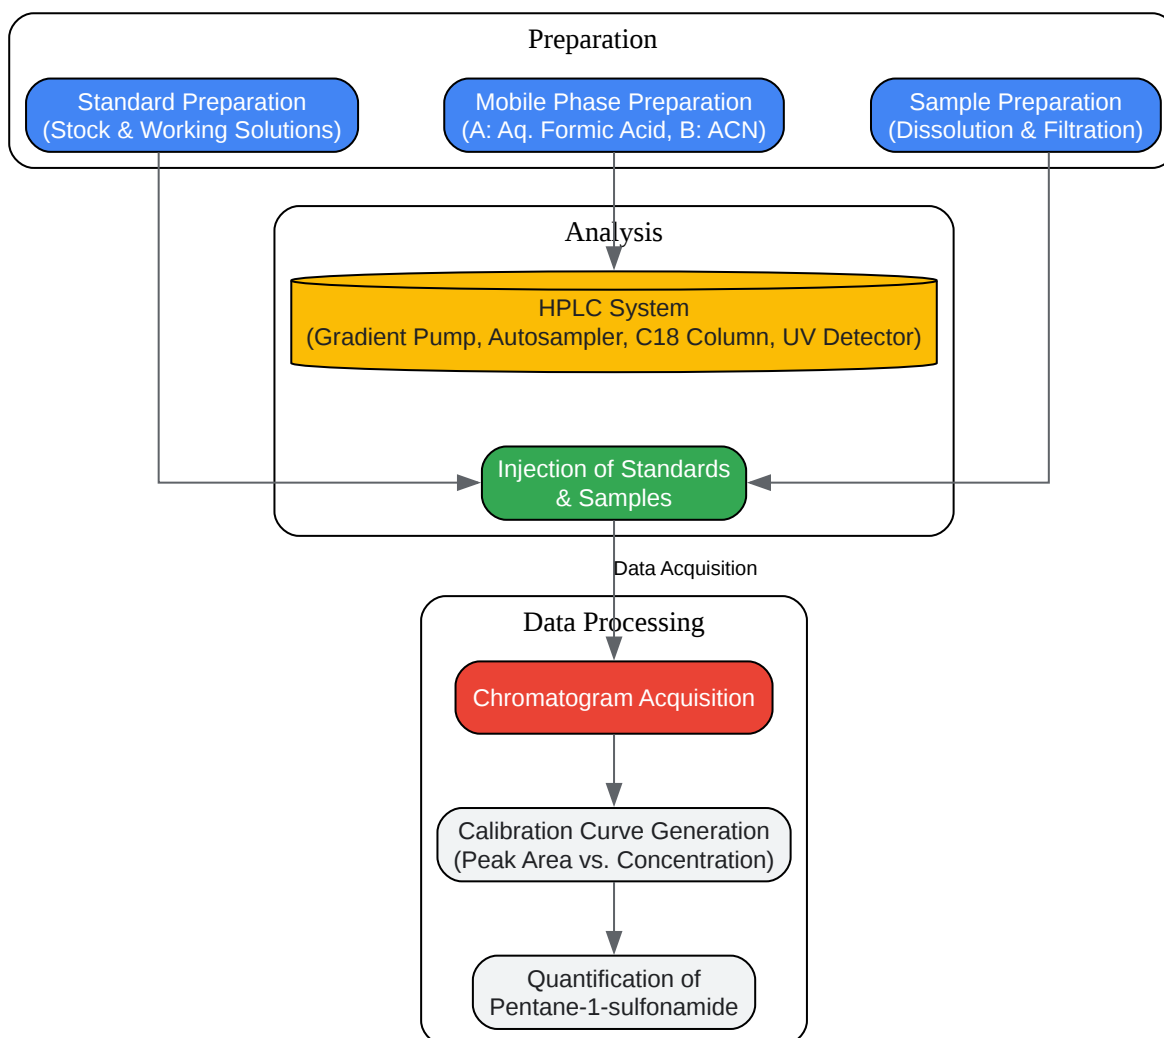 Preparation
Standard Preparation
(Stock & Working Solutions)
Mobile Phase Preparation
(A: Aq. Formic Acid, B: ACN)
Sample Preparation
(Dissolution & Filtration)
Analysis
HPLC System
(Gradient Pump, Autosampler, C18 Column, UV Detector)
Injection of Standards
& Samples
Data Acquisition
Data Processing
Chromatogram Acquisition
Calibration Curve Generation
(Peak Area vs. Concentration)
Quantification of
Pentane-1-sulfonamide